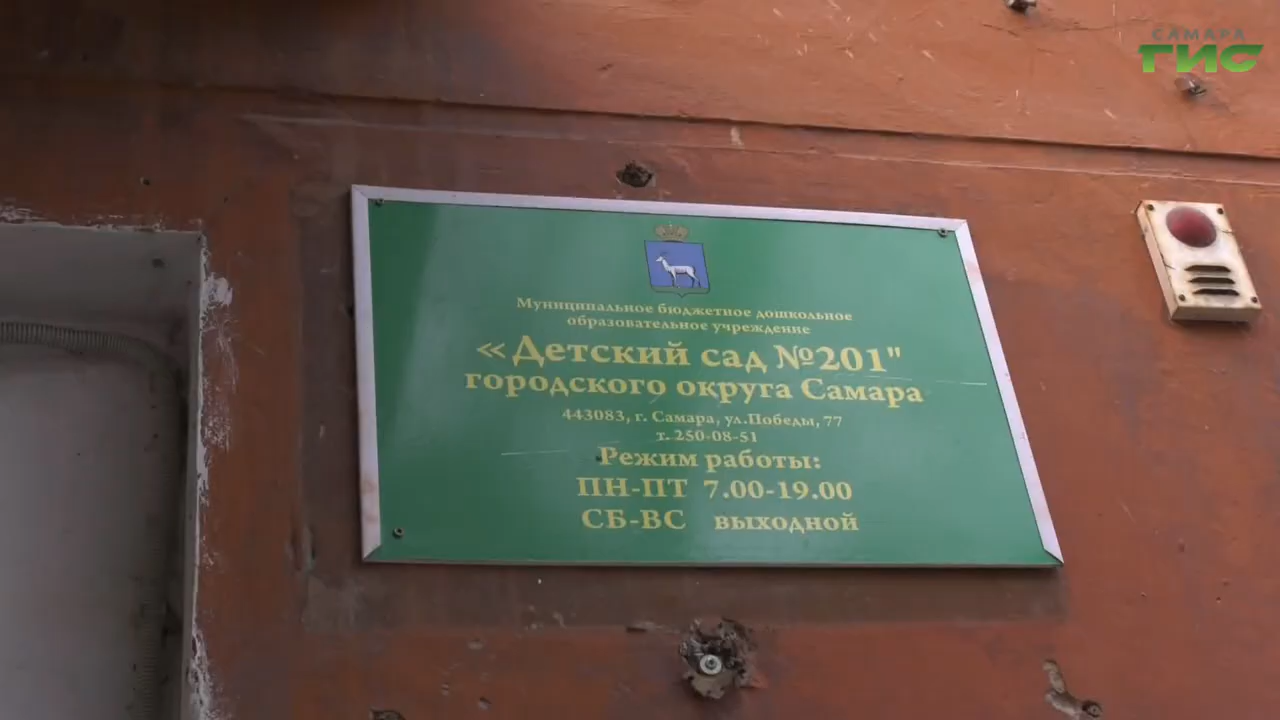 САМАРА
ГИС
Муниципальное бюджетное дошкольное
образовательное учреждение
«Детский сад №201"
городского округа Самара
443083, г. Самара, ул.Победы, 77
т. 250-08-51
Режим работы:
ПН-ПТ 7.00-19.00
СБ-ВС выходной